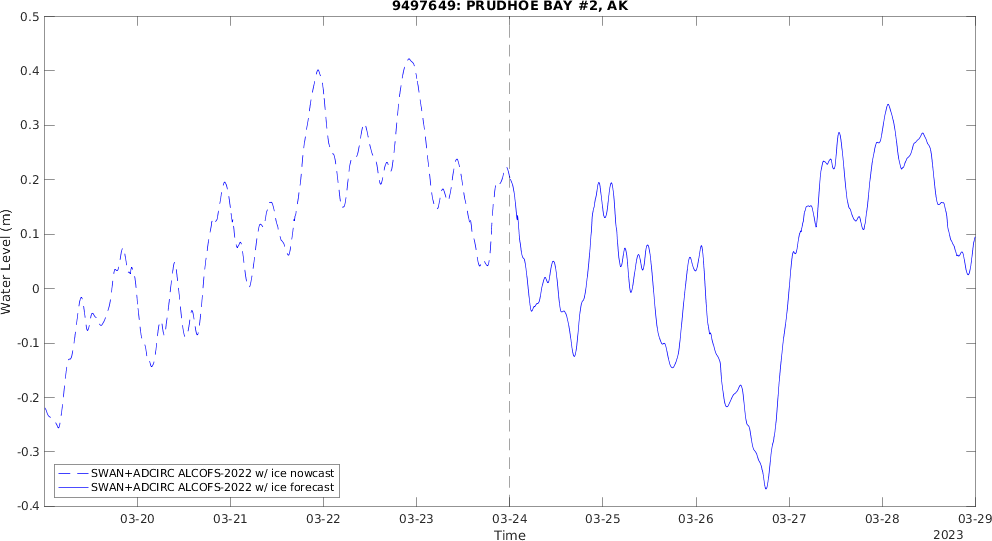 9497649: PRUDHOE BAY #2, AK
0.5
0.4
0.3
0.2
0.1
0
-0.1
-0.2
-0.3
-0.4
Water Level (m)
SWAN+ADCIRC ALCOFS-2022 w/ ice nowcast
SWAN+ADCIRC ALCOFS-2022 w/ ice forecast
03-20 03-21 03-22 03-23 03-24 03-25 03-26 03-27 03-28 03-29
Time
2023